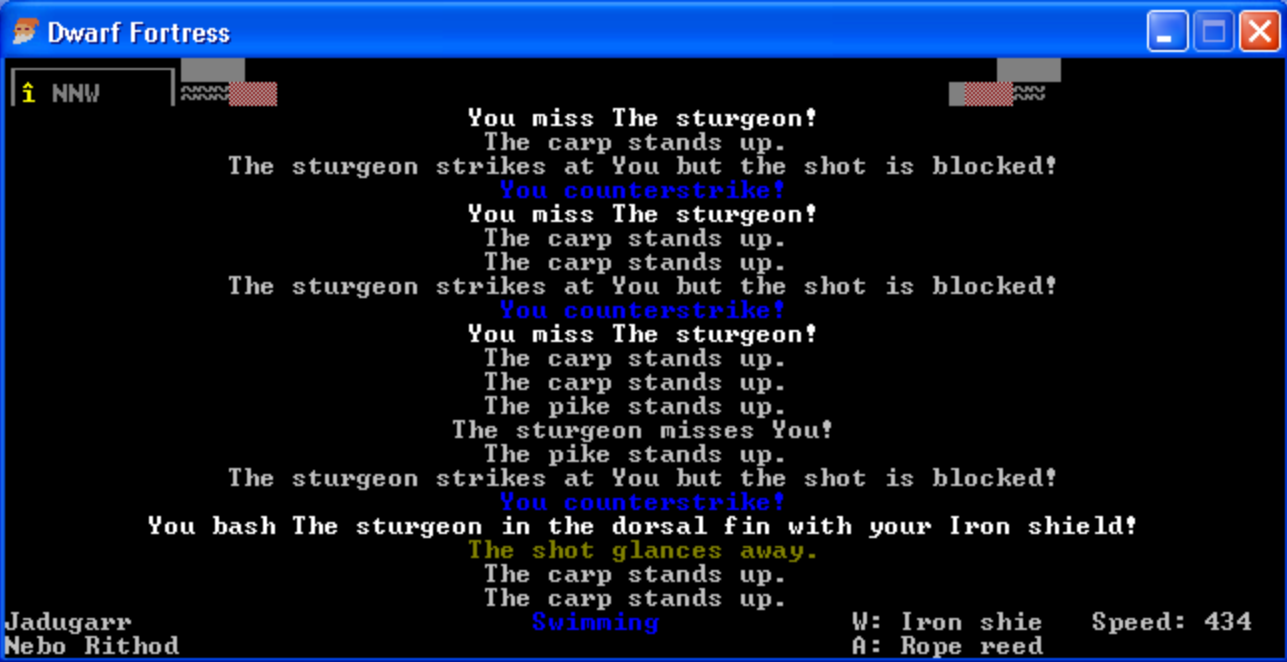 Dwarf Fortress
î NNW
You miss The sturgeon!
The carp stands up.
The sturgeon strikes at You but the shot is blocked!
You counterstrike!
You miss The sturgeon!
The carp stands up.
The carp stands up.
The sturgeon strikes at You but the shot is blocked!
You counterstrike!
You miss The sturgeon!
The carp stands up.
The carp stands up.
The pike stands up.
The sturgeon misses You!
The pike stands up.
The sturgeon strikes at You but the shot is blocked!
You counterstrike!
You bash The sturgeon in the dorsal fin with your Iron shield!
The shot glances away.
The carp stands up.
The carp stands up.
Jadugarr Swimming W: Iron shie Speed: 434
Nebo Rithod A: Rope reed